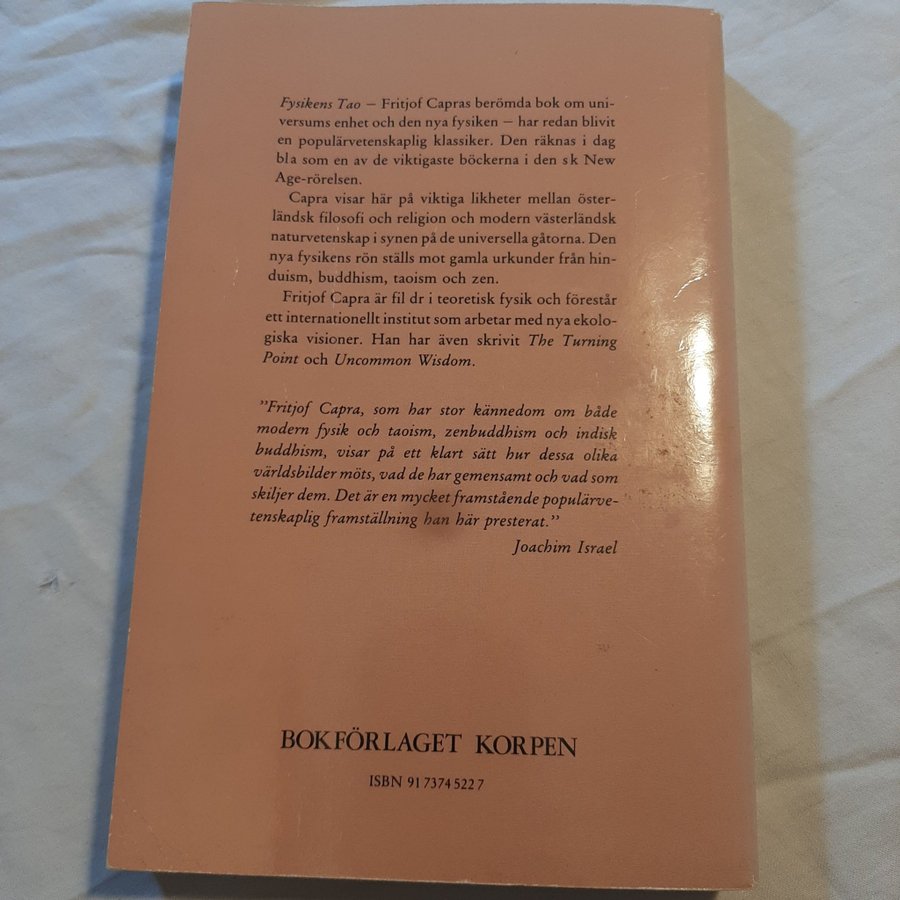 Fysikens Tao – Fritjof Capras berömda bok om uni-
versums enhet och den nya fysiken – har redan blivit
en populärvetenskaplig klassiker. Den räknas i dag
bla som en av de viktigaste böckerna i den s k New
Age-rörelsen.
Capra visar här på viktiga likheter mellan öster-
ländsk filosofi och religion och modern västerländsk
naturvetenskap i synen på de universella gåtorna. Den
nya fysikens rön ställs mot gamla urkunder från hin-
duism, buddhism, taoism och zen.
Fritjof Capra är fil dr i teoretisk fysik och förestår
ett internationellt institut som arbetar med nya ekolo-
giska visioner. Han har även skrivit The Turning
Point och Uncommon Wisdom.
”Fritjof Capra, som har stor kännedom om både
modern fysik och taoism, zenbuddhism och indisk
buddhism, visar på ett klart sätt hur dessa olika
världsbilder möts, vad de har gemensamt och vad som
skiljer dem. Det är en mycket framstående populärve-
tenskaplig framställning han här presterat.”
Joachim Israel
BOKFÖRLAGET KORPEN
ISBN 91 7374 522 7